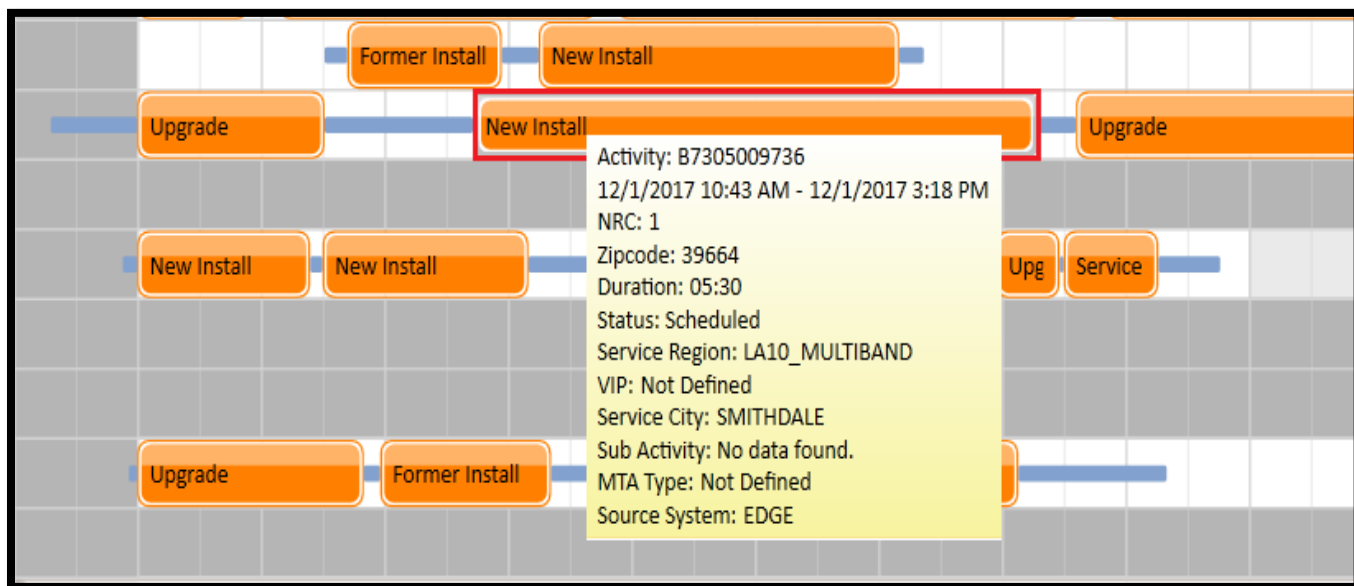 Former Install
New Install
Upgrade
New Install
Upgrade
Activity: B7305009736
12/1/2017 10:43 AM - 12/1/2017 3:18 PM
NRC: 1
Zipcode: 39664
Duration: 05:30
Status: Scheduled
Service Region: LA10_MULTIBAND
VIP: Not Defined
Service City: SMITHDALE
Sub Activity: No data found.
MTA Type: Not Defined
Source System: EDGE
New Install
New Install
Upg
Service
Upgrade
Former Install